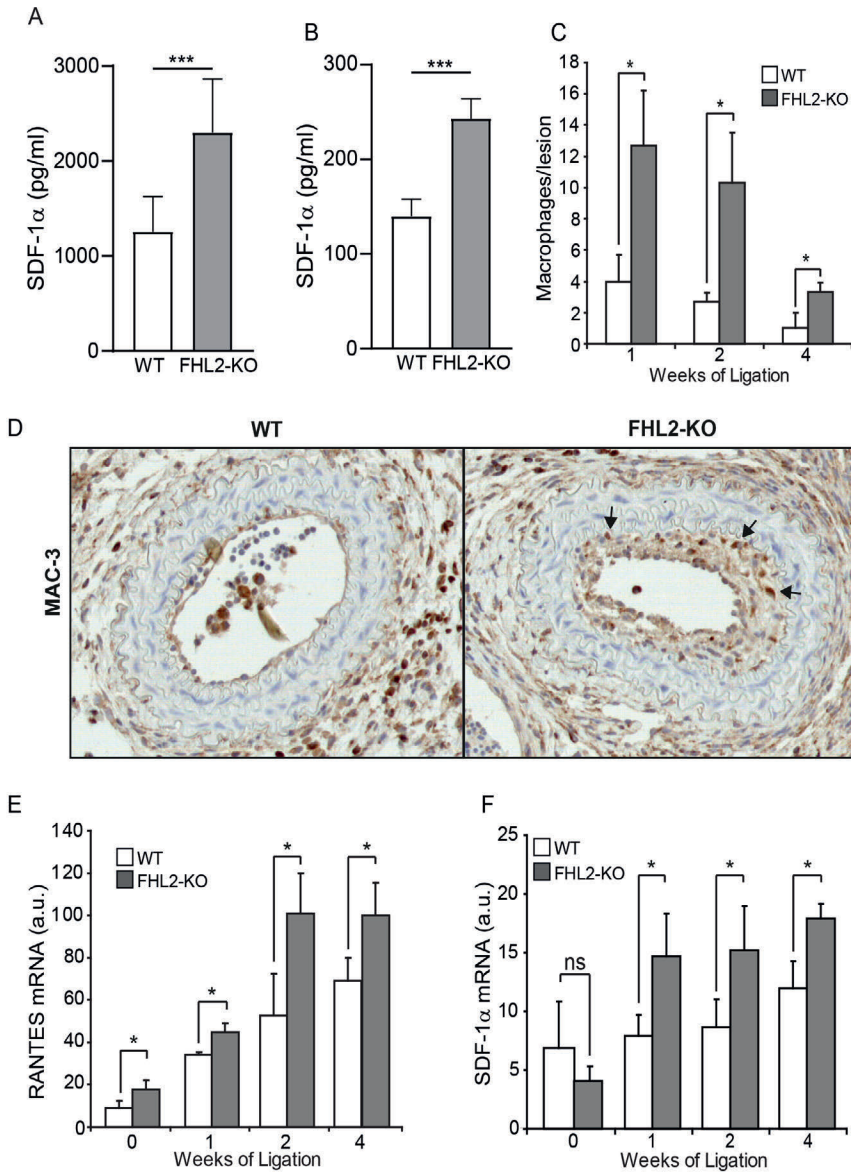 A
SDF-1α (pg/ml)
3000
2000
1000
0
***
WT FHL2-KO
B
SDF-1α (pg/ml)
300
200
100
0
***
WT FHL2-KO
C
Macrophages/lesion
18
16
14
12
10
8
6
4
2
0
WT
FHL2-KO
*
*
*
1 2 4
Weeks of Ligation
D
WT FHL2-KO
MAC-3
E
RANTES mRNA (a.u.)
140
120
100
80
60
40
20
0
WT
FHL2-KO
*
*
*
*
0 1 2 4
Weeks of Ligation
F
SDF-1α mRNA (a.u.)
25
20
15
10
5
0
WT
FHL2-KO
ns
*
*
*
0 1 2 4
Weeks of Ligation